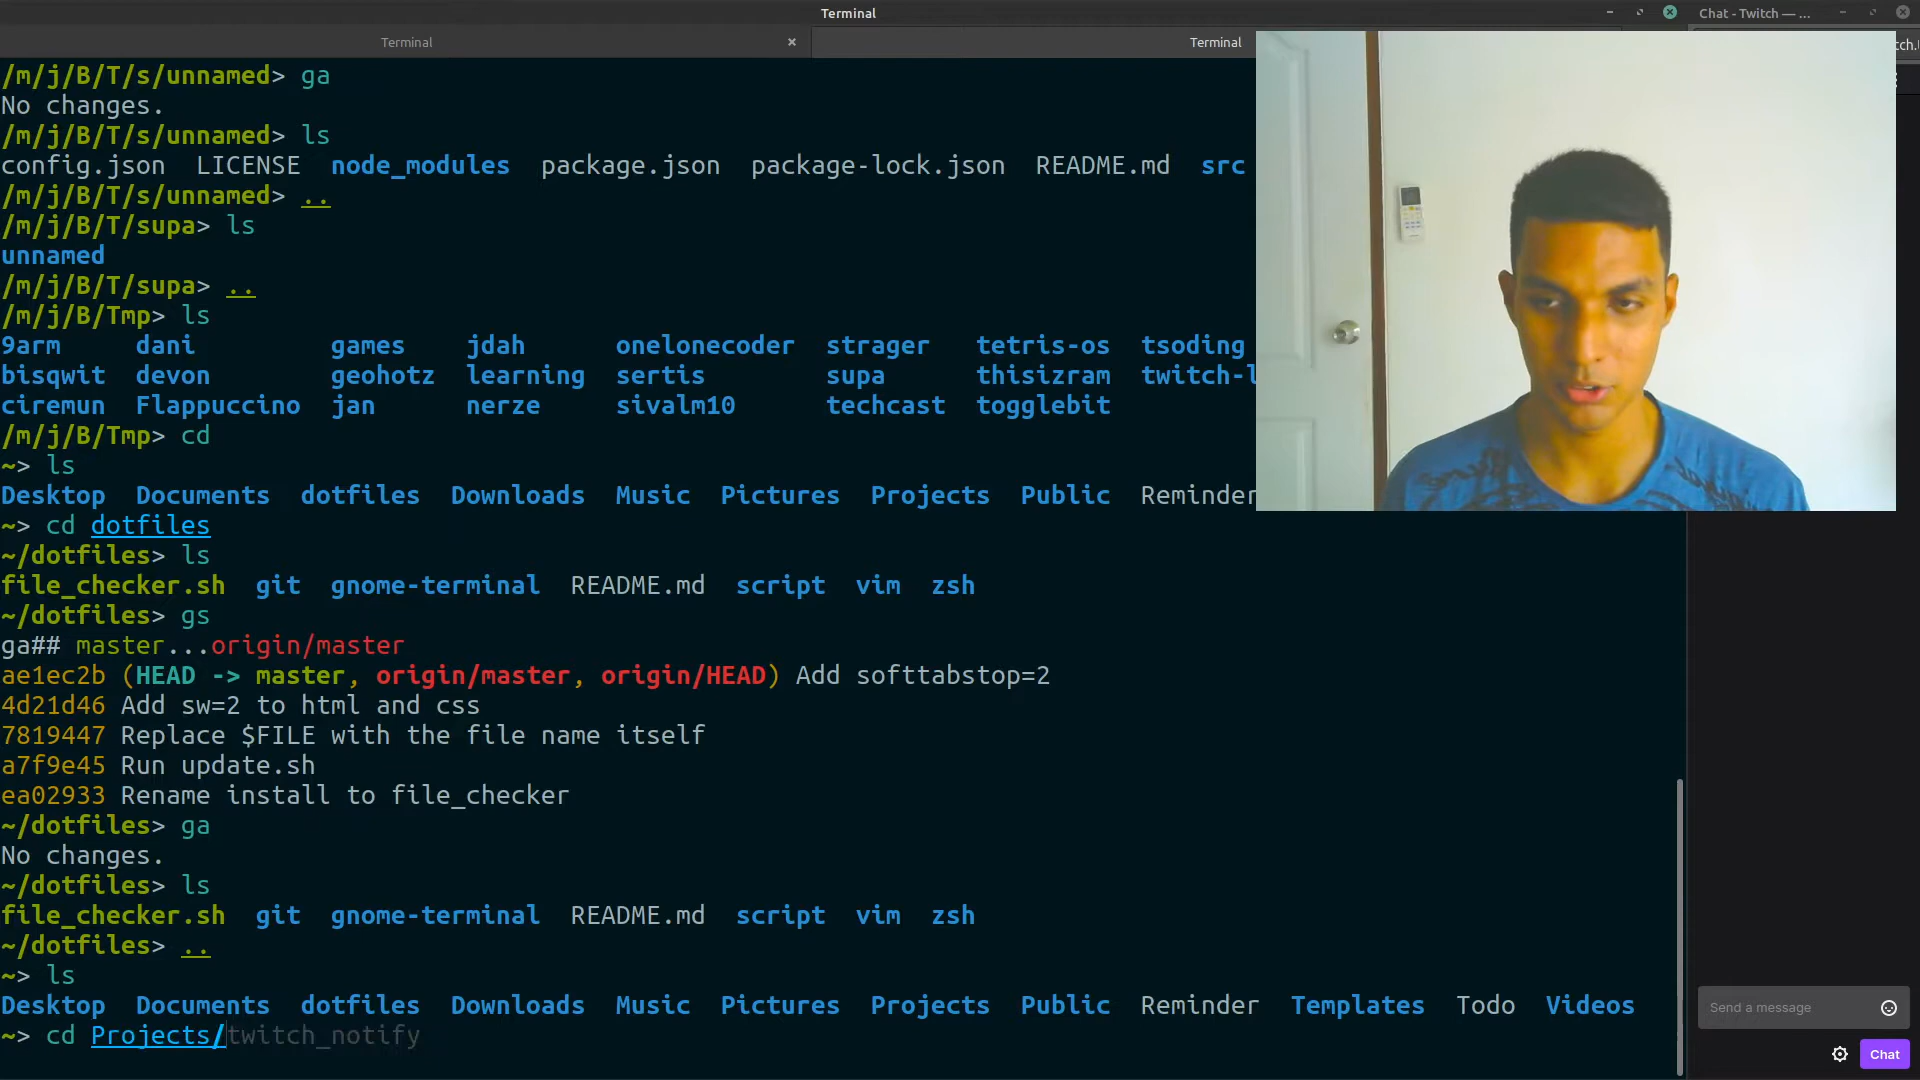 Terminal
Chat - Twitch — ...
Terminal
Terminal
/m/j/B/T/s/unnamed> ga
No changes.
/m/j/B/T/s/unnamed> ls
config.json LICENSE node_modules package.json package-lock.json README.md src
/m/j/B/T/s/unnamed> ..
/m/j/B/T/supa> ls
unnamed
/m/j/B/T/supa> ..
/m/j/B/Tmp> ls
9arm dani games jdah onelonecoder strager tetris-os tsoding
bisqwit devon geohotz learning sertis supa thisizram twitch-l
ciremun Flappuccino jan nerze sivalm10 techcast togglebit
/m/j/B/Tmp> cd
~> ls
Desktop Documents dotfiles Downloads Music Pictures Projects Public Reminder
~> cd dotfiles
~/dotfiles> ls
file_checker.sh git gnome-terminal README.md script vim zsh
~/dotfiles> gs
ga## master...origin/master
ae1ec2b (HEAD -> master, origin/master, origin/HEAD) Add softtabstop=2
4d21d46 Add sw=2 to html and css
7819447 Replace $FILE with the file name itself
a7f9e45 Run update.sh
ea02933 Rename install to file_checker
~/dotfiles> ga
No changes.
~/dotfiles> ls
file_checker.sh git gnome-terminal README.md script vim zsh
~/dotfiles> ..
~> ls
Desktop Documents dotfiles Downloads Music Pictures Projects Public Reminder Templates Todo Videos
~> cd Projects/twitch_notify
Send a message
Chat